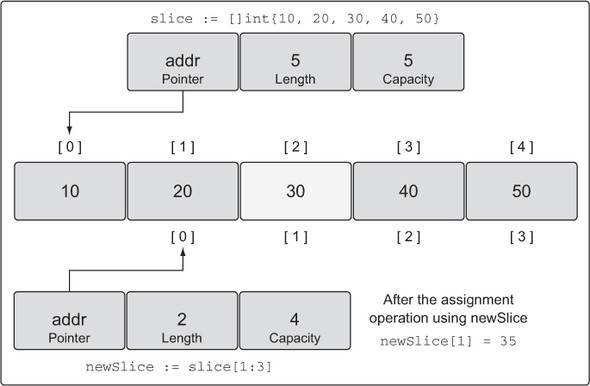 slice := []int{10, 20, 30, 40, 50}
addr 5 5
Pointer Length Capacity
[0] [1] [2] [3] [4]
10 20 30 40 50
[0] [1] [2] [3]
addr 2 4
Pointer Length Capacity
After the assignment
operation using newSlice
newSlice[1] = 35
newSlice := slice[1:3]